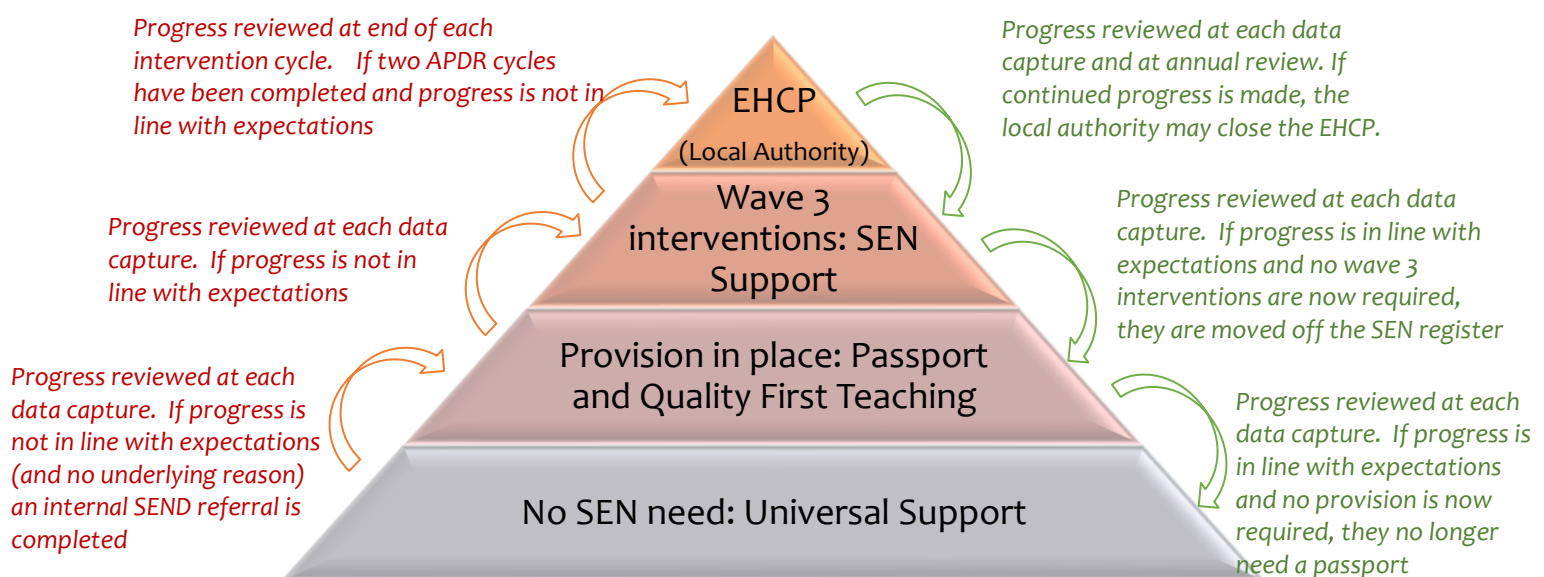 Progress reviewed at end of each
intervention cycle. If two APDR cycles
have been completed and progress is not in
line with expectations
Progress reviewed at each data
capture. If progress is not in
line with expectations
Progress reviewed at each
data capture. If progress is
not in line with expectations
(and no underlying reason)
an internal SEND referral is
completed
EHCP
(Local Authority)
Wave 3
interventions: SEN
Support
Provision in place: Passport
and Quality First Teaching
No SEN need: Universal Support
Progress reviewed at each data
capture and at annual review. If
continued progress is made, the
local authority may close the EHCP.
Progress reviewed at each data
capture. If progress is in line with
expectations and no wave 3
interventions are now required,
they are moved off the SEN register
Progress reviewed at each
data capture. If progress is
in line with expectations
and no provision is now
required, they no longer
need a passport